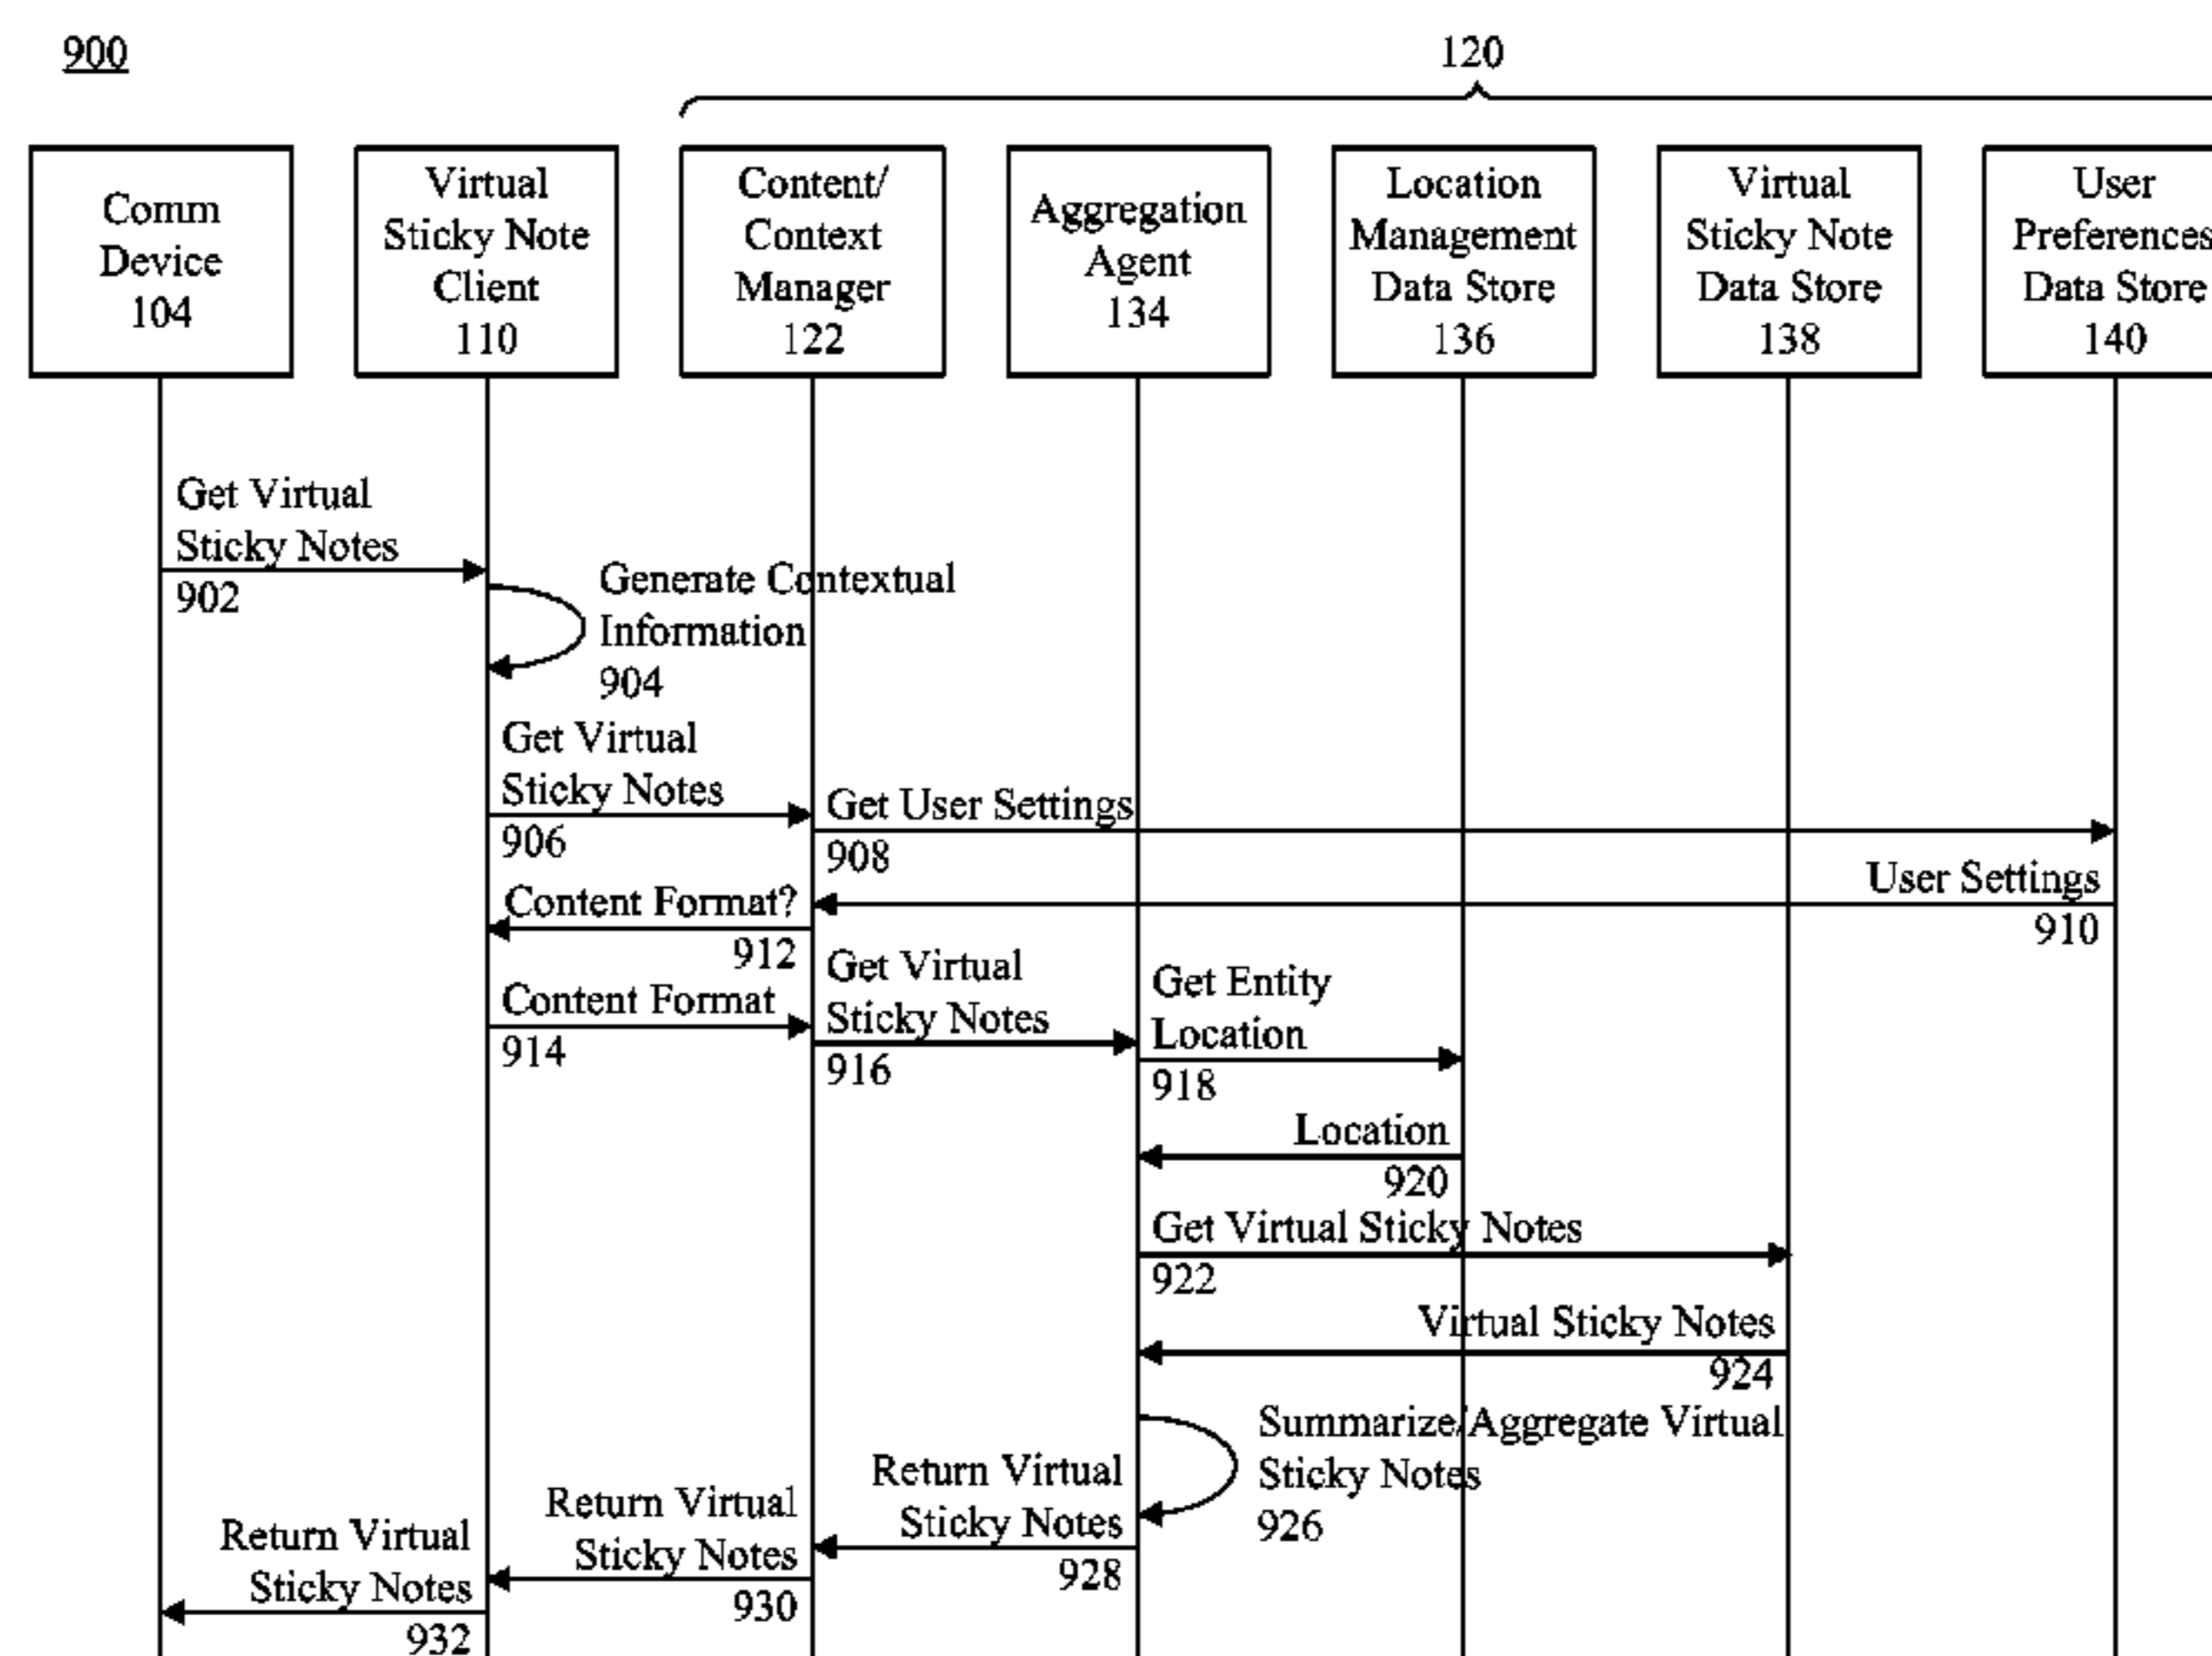 900
120
Comm
Device
104
Virtual
Sticky Note
Client
110
Content/
Context
Manager
122
Aggregation
Agent
134
Location
Management
Data Store
136
Virtual
Sticky Note
Data Store
138
User
Preferences
Data Store
140
Get Virtual
Sticky Notes
902
Generate Contextual
Information
904
Get Virtual
Sticky Notes
906
Get User Settings
908
User Settings
910
Content Format?
912
Content Format
914
Get Virtual
Sticky Notes
916
Get Entity
Location
918
Location
920
Get Virtual Sticky Notes
922
Virtual Sticky Notes
924
Summarize/Aggregate Virtual
Sticky Notes
926
Return Virtual
Sticky Notes
928
Return Virtual
Sticky Notes
930
Return Virtual
Sticky Notes
932